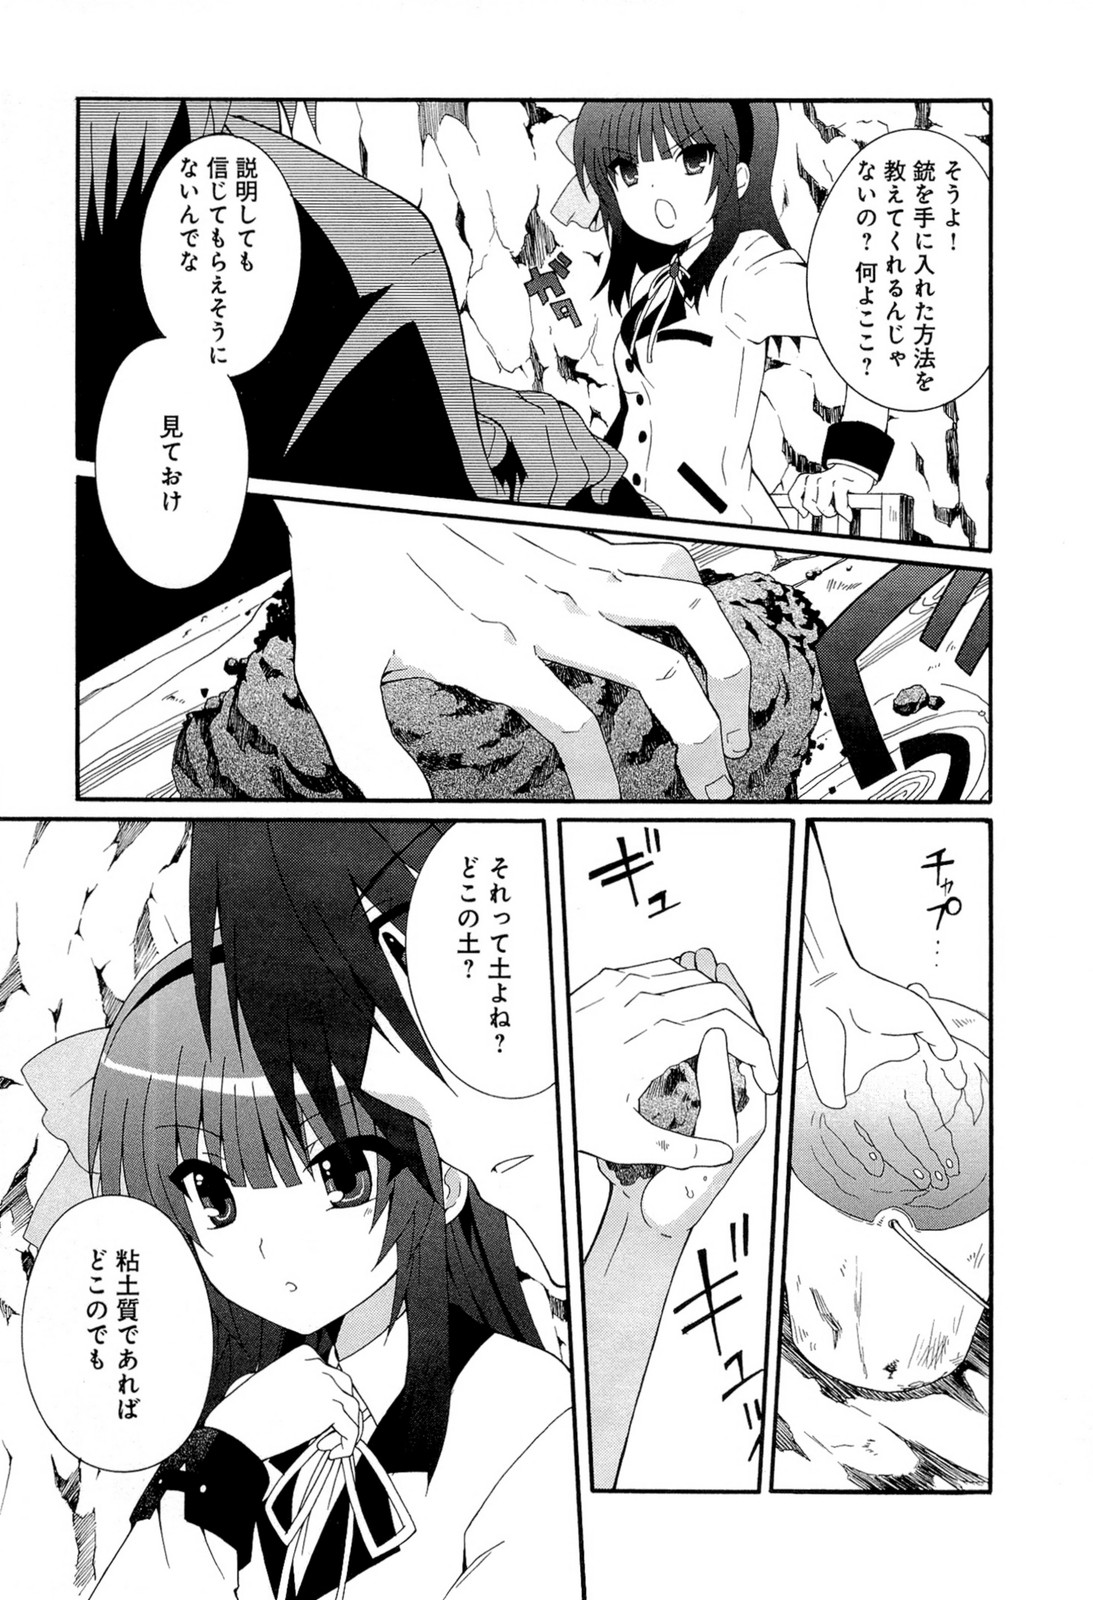 そうよ！
銃を手に入れた方法を
教えてくれるんじゃ
ないの？何よここ？
ガタ
説明しても
信じてもらえそうに
ないんでな
見ておけ
チャプ…
ギュ
ギュ
それって土よね？
どこの土？
粘土質であれば
どこのでも